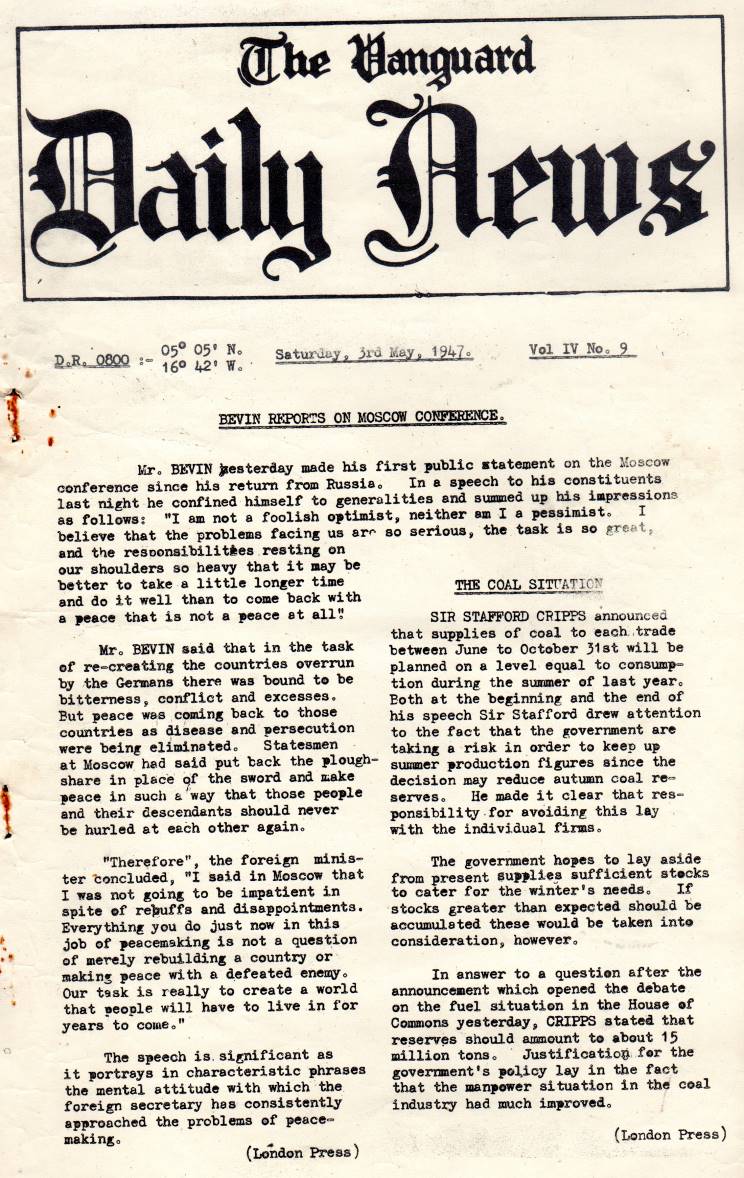 The Vanguard
Daily News
D.R. 0800 :- 05° 05' N.
16° 42' W.
Saturday, 3rd May, 1947.
Vol IV No. 9
BEVIN REPORTS ON MOSCOW CONFERENCE.
Mr. BEVIN yesterday made his first public statement on the Moscow
conference since his return from Russia. In a speech to his constituents
last night he confined himself to generalities and summed up his impressions
as follows: "I am not a foolish optimist, neither am I a pessimist. I
believe that the problems facing us are so serious, the task is so great,
and the responsibilitees resting on
our shoulders so heavy that it may be
better to take a little longer time
and do it well than to come back with
a peace that is not a peace at all".
Mr. BEVIN said that in the task
of re-creating the countries overrun
by the Germans there was bound to be
bitterness, conflict and excesses.
But peace was coming back to those
countries as disease and persecution
were being eliminated. Statesmen
at Moscow had said put back the plough-
share in place of the sword and make
peace in such a way that those people
and their descendants should never
be hurled at each other again.
"Therefore", the foreign minis-
ter concluded, "I said in Moscow that
I was not going to be impatient in
spite of rebuffs and disappointments.
Everything you do just now in this
job of peacemaking is not a question
of merely rebuilding a country or
making peace with a defeated enemy.
Our task is really to create a world
that people will have to live in for
years to come."
The speech is significant as
it portrays in characteristic phrases
the mental attitude with which the
foreign secretary has consistently
approached the problems of peace-
making.
(London Press)
THE COAL SITUATION
SIR STAFFORD CRIPPS announced
that supplies of coal to each trade
between June to October 31st will be
planned on a level equal to consump-
tion during the summer of last year.
Both at the beginning and the end of
his speech Sir Stafford drew attention
to the fact that the government are
taking a risk in order to keep up
summer production figures since the
decision may reduce autumn coal re-
serves. He made it clear that res-
ponsibility for avoiding this lay
with the individual firms.
The government hopes to lay aside
from present supplies sufficient stocks
to cater for the winter's needs. If
stocks greater than expected should be
accumulated these would be taken into
consideration, however.
In answer to a question after the
announcement which opened the debate
on the fuel situation in the House of
Commons yesterday, CRIPPS stated that
reserves should ammount to about 15
million tons. Justification for the
government's policy lay in the fact
that the manpower situation in the coal
industry had much improved.
(London Press)